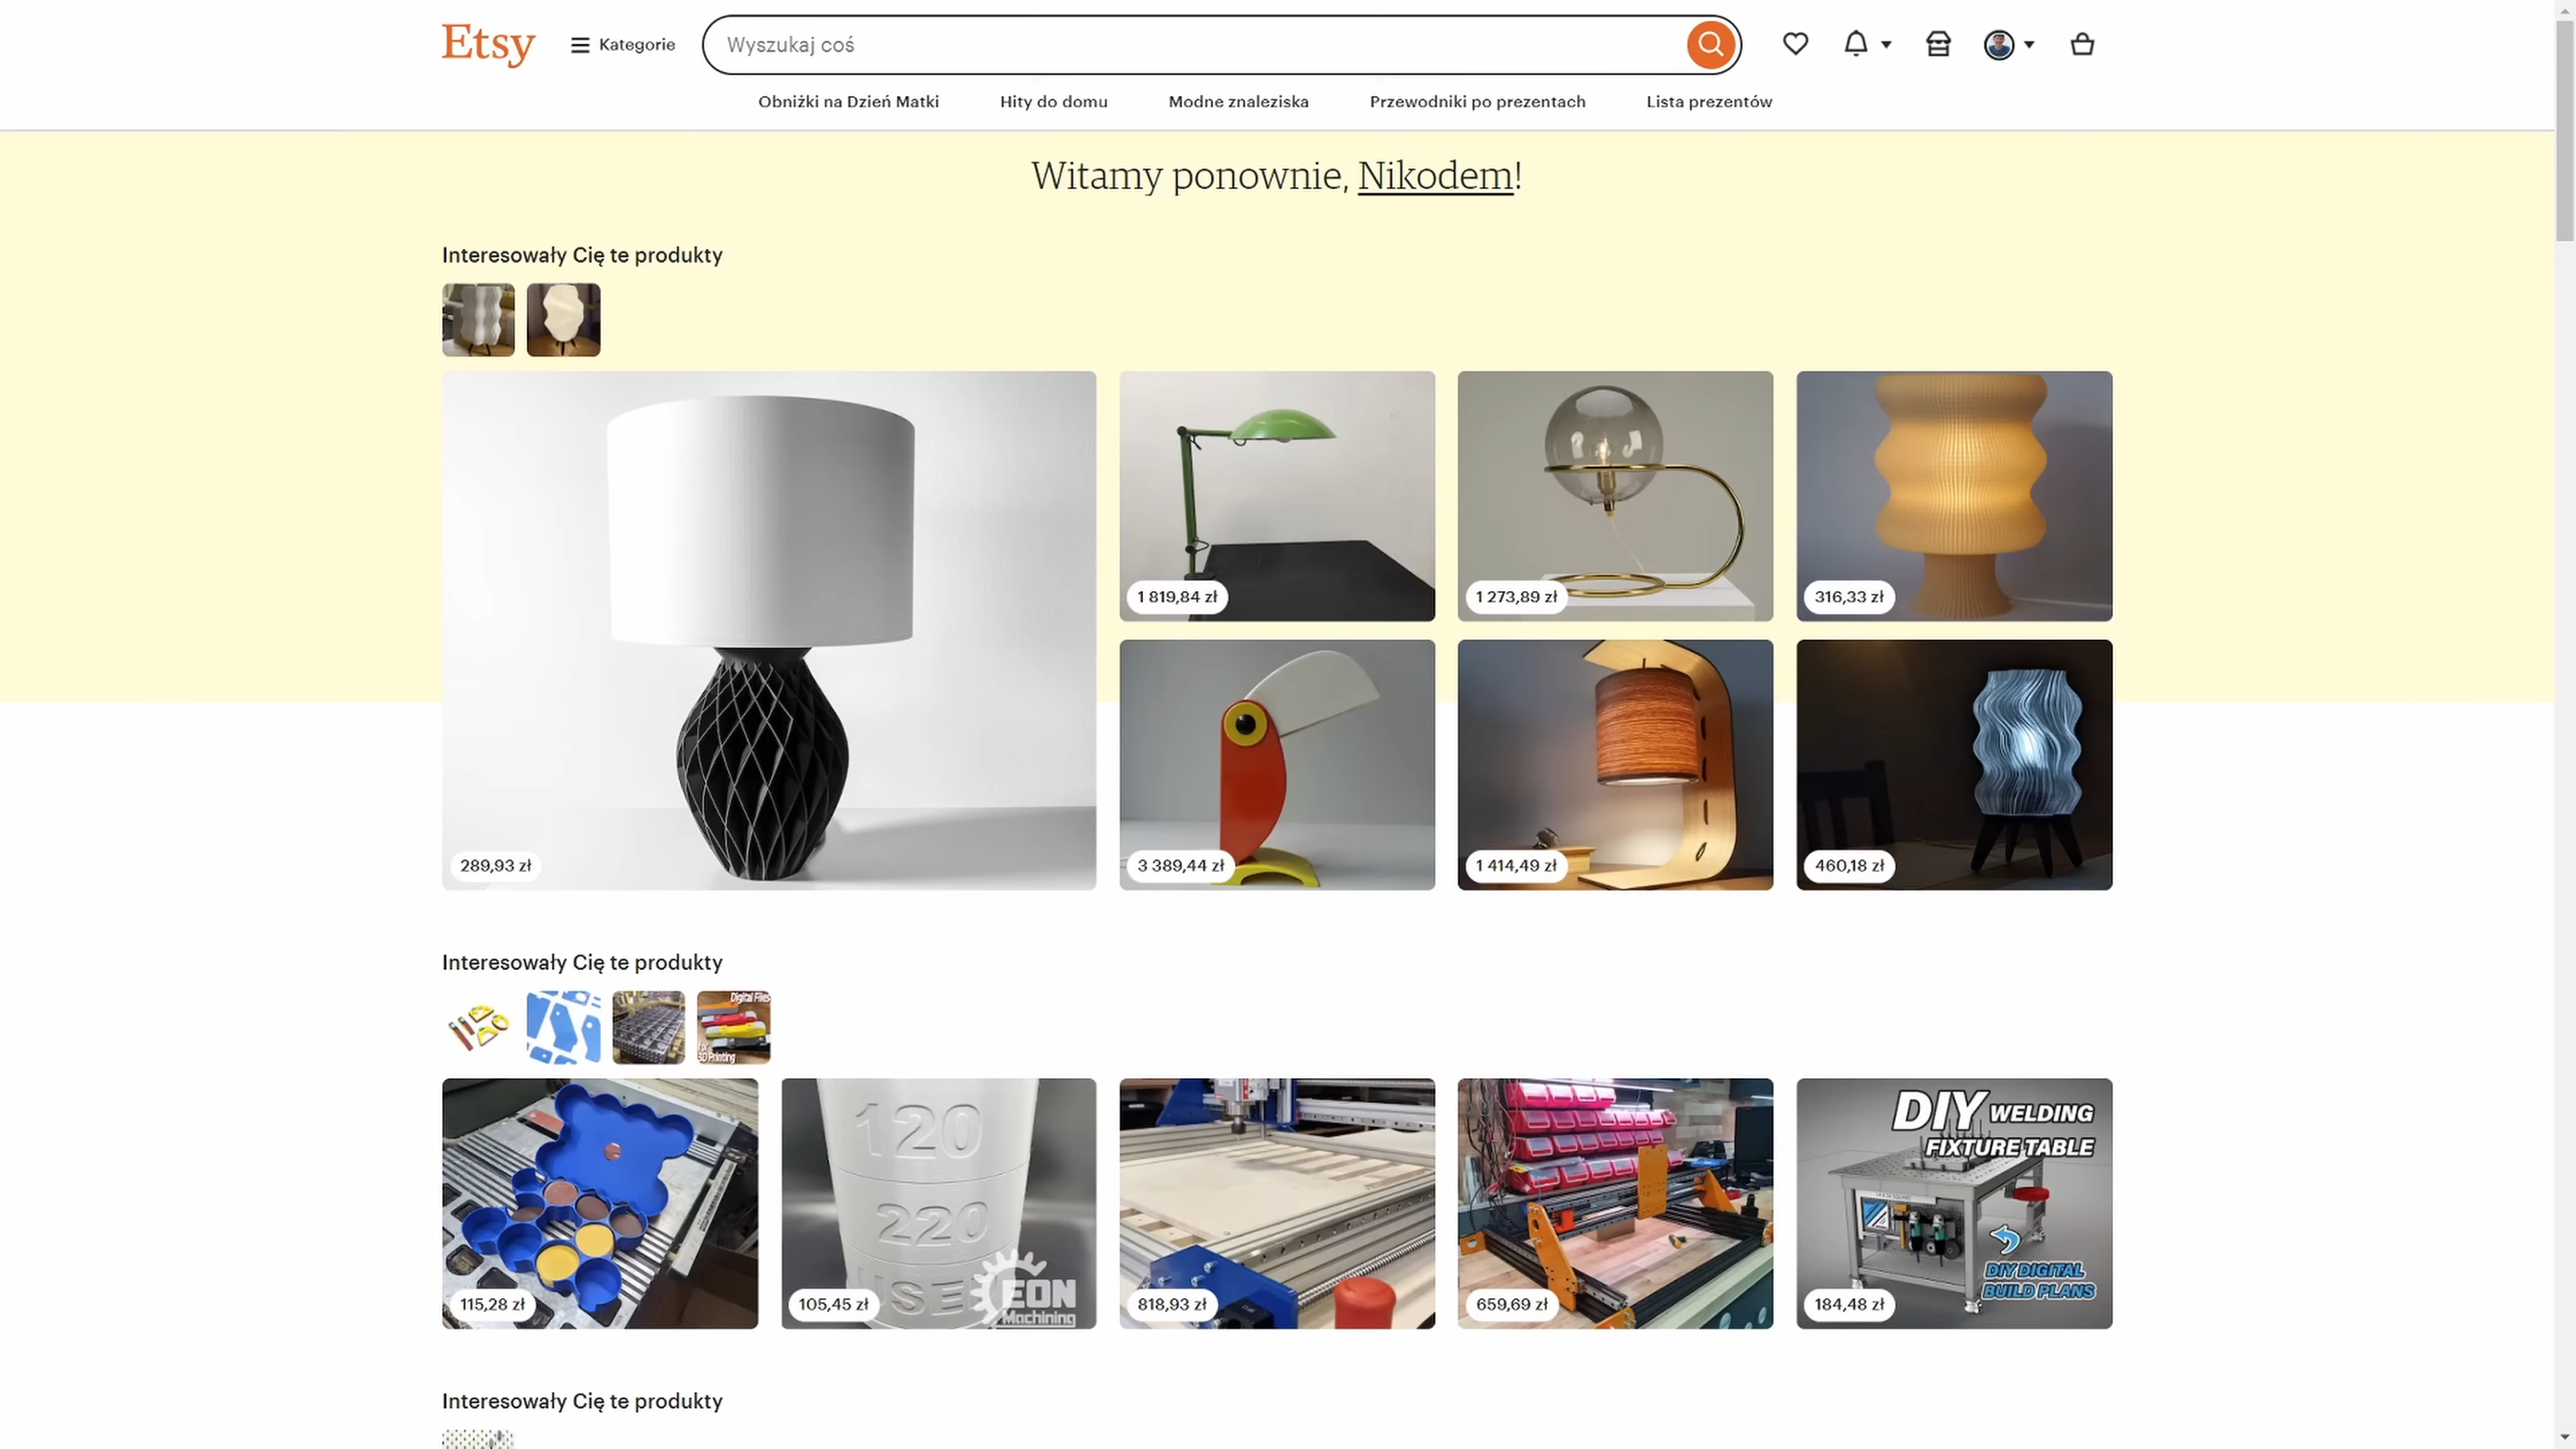 Etsy
Kategorie
Wyszukaj coś
Obniżki na Dzień Matki
Hity do domu
Modne znaleziska
Przewodniki po prezentach
Lista prezentów
Witamy ponownie, Nikodem!
Interesowały Cię te produkty
289,93 zł
1 819,84 zł
1 273,89 zł
316,33 zł
3 389,44 zł
1 414,49 zł
460,18 zł
Interesowały Cię te produkty
Digital Files
3D Printing
115,28 zł
120
220
USE
EON
Machining
105,45 zł
818,93 zł
659,69 zł
DIY WELDING
FIXTURE TABLE
DIY DIGITAL
BUILD PLANS
184,48 zł
Interesowały Cię te produkty